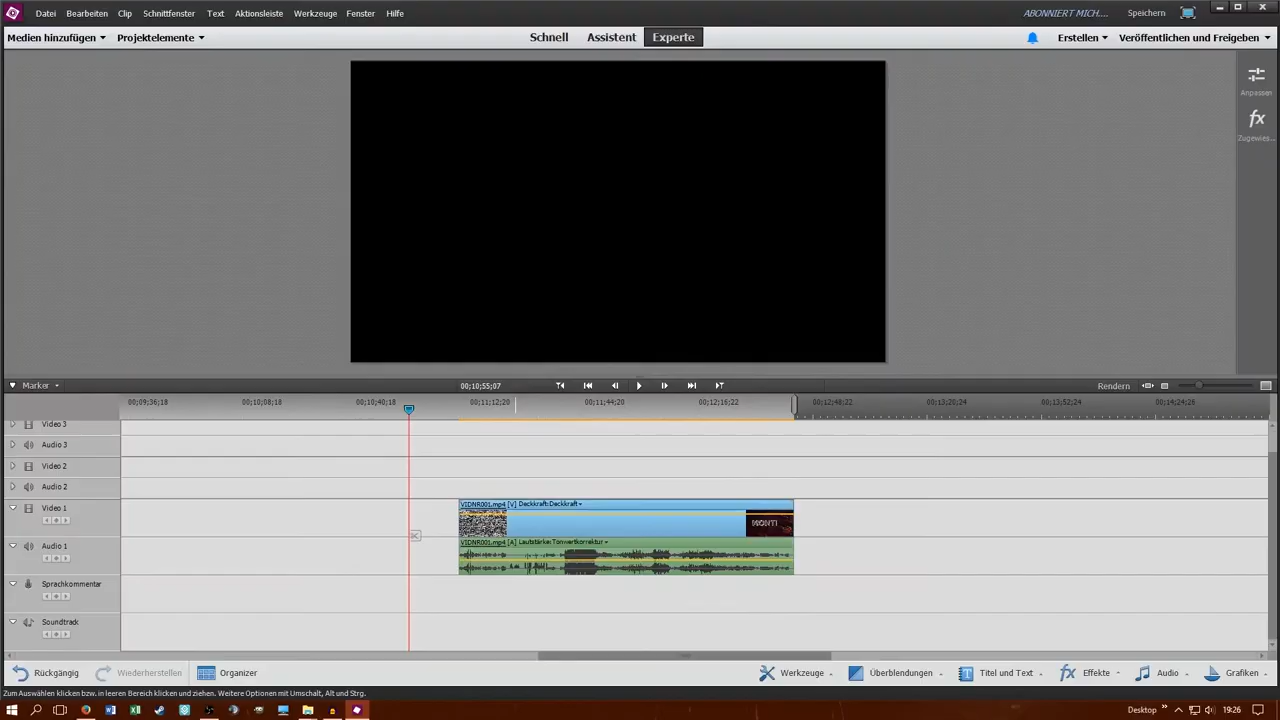 Datei Bearbeiten Clip Schnittfenster Text Aktionsleiste Werkzeuge Fenster Hilfe ABONNIERT MICH.... Speichern
Medien hinzufügen Projektelemente Schnell Assistent Experte Erstellen Veröffentlichen und Freigeben
Anpassen
fx
Zugewies...
Marker 00;10;55;07 Rendern
00;09;36;18 00;10;08;18 00;10;40;18 00;11;12;20 00;11;44;20 00;12;16;22 00;12;48;22 00;13;20;24 00;13;52;24 00;14;24;26
Video 3
Audio 3
Video 2
Audio 2
Video 1 VIDNR001.mp4 [V] Deckkraft:Deckkraft
Audio 1 VIDNR001.mp4 [A] Lautstärke:Tonwertkorrektur
Sprachkommentar
Soundtrack
Rückgängig Wiederherstellen Organizer Werkzeuge Überblendungen Titel und Text fx Effekte Audio Grafiken
Zum Auswählen klicken bzw. in leeren Bereich klicken und ziehen. Weitere Optionen mit Umschalt, Alt und Strg.
Desktop » 19:26